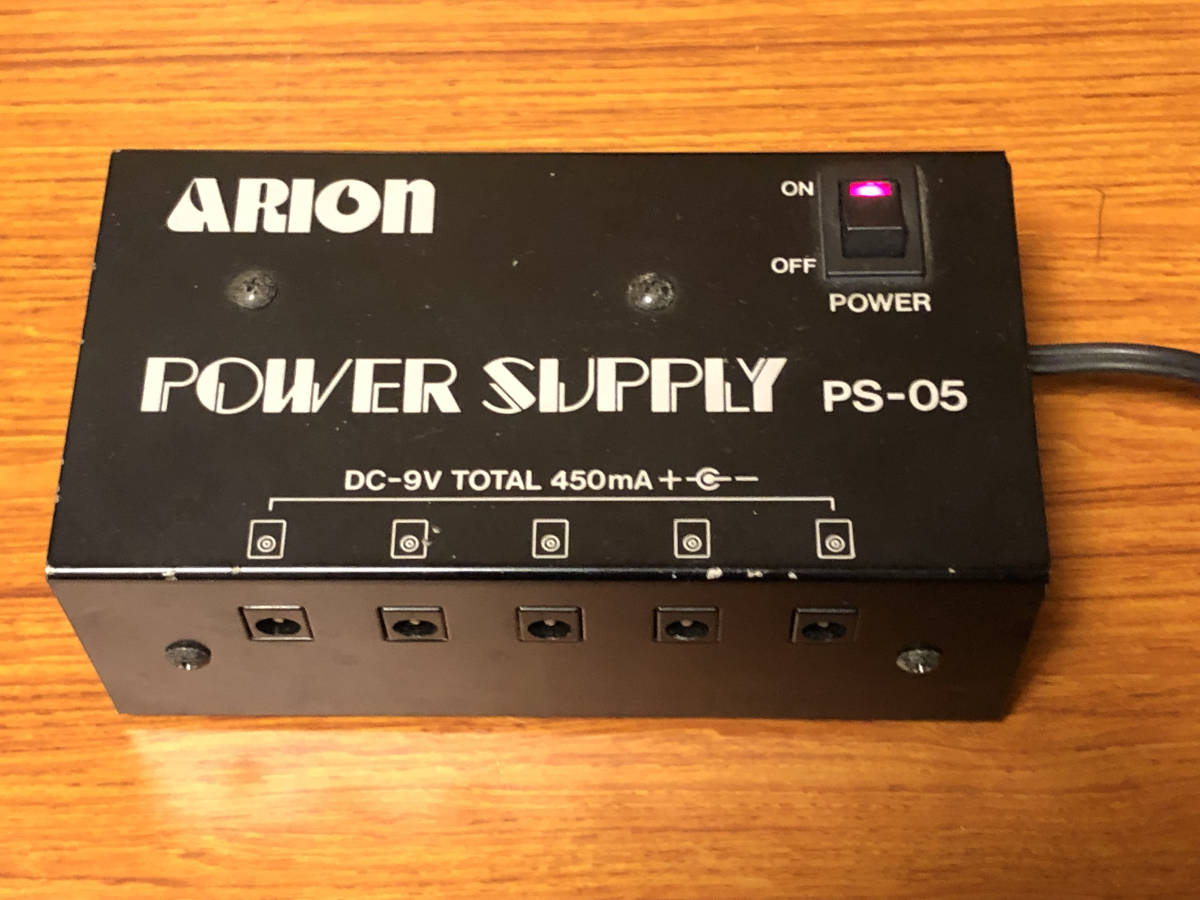 ARION
ON
OFF
POWER
POWER SUPPLY PS-05
DC-9V TOTAL 450mA + -